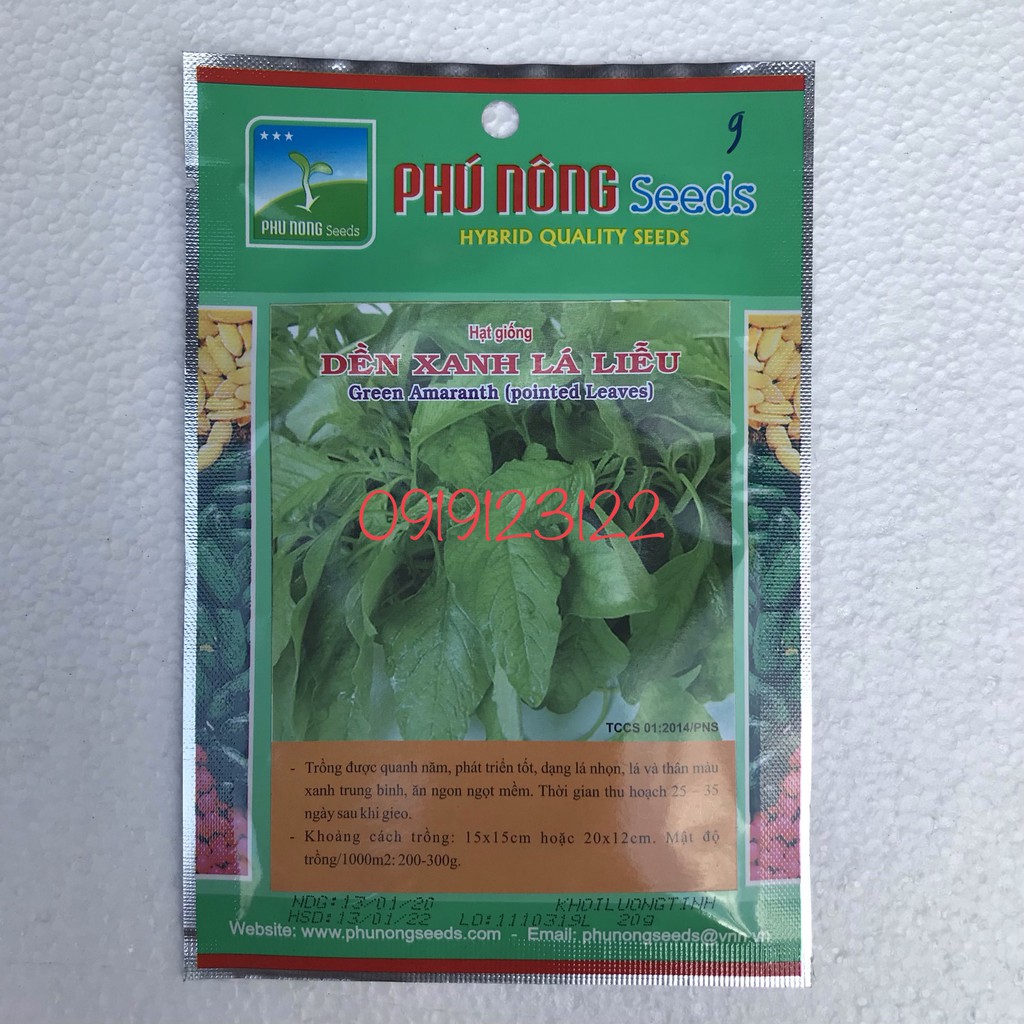 9
PHU NONG Seeds
PHÚ NÔNG Seeds
HYBRID QUALITY SEEDS
Hạt giống
DỀN XANH LÁ LIỄU
Green Amaranth (pointed Leaves)
0919123122
TCCS 01:2014/PNS
- Trồng được quanh năm, phát triển tốt, dạng lá nhọn, lá và thân màu
xanh trung bình, ăn ngon ngọt mềm. Thời gian thu hoạch 25 – 35
ngày sau khi gieo.
- Khoảng cách trồng: 15x15cm hoặc 20x12cm. Mật độ
trồng/1000m2: 200-300g.
NDG:13/01/20 KHOILUONGTINH
HSD:13/01/22 LO:1110319L 20g
Website: www.phunongseeds.com - Email: phunongseeds@vnn.vn